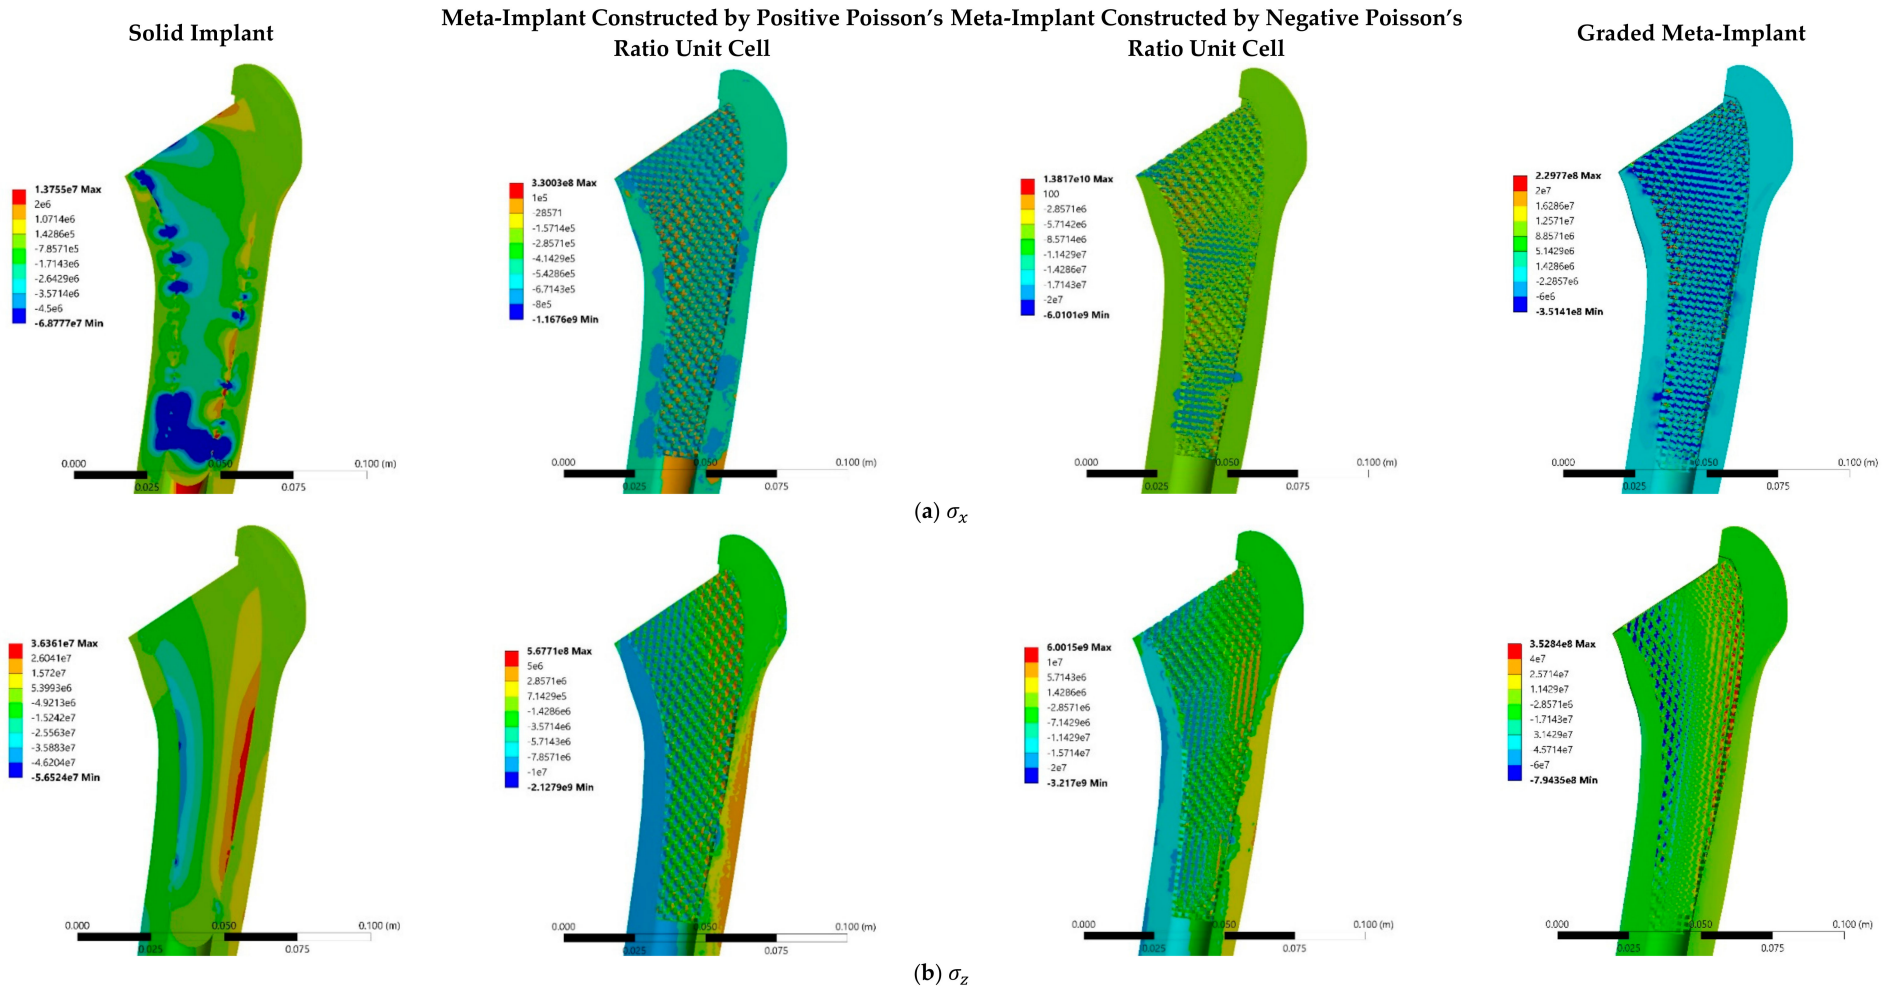 Solid Implant
Meta-Implant Constructed by Positive Poisson's
Ratio Unit Cell
Meta-Implant Constructed by Negative Poisson's
Ratio Unit Cell
Graded Meta-Implant
1.3755e7 Max
2e6
1.0714e6
1.4286e5
-7.8571e5
-1.7143e6
-2.6429e6
-3.5714e6
-4.5e6
-6.8777e7 Min
0.000 0.050 0.100 (m)
0.025 0.075
3.3003e8 Max
1e5
-28571
-1.5714e5
-2.8571e5
-4.1429e5
-5.4286e5
-6.7143e5
-8e5
-1.1676e9 Min
0.000 0.050 0.100 (m)
0.025 0.075
1.3817e10 Max
100
-2.8571e6
-5.7142e6
-8.5714e6
-1.1429e7
-1.4286e7
-1.7143e7
-2e7
-6.0101e9 Min
0.000 0.050 0.100 (m)
0.025 0.075
2.2977e8 Max
2e7
1.6286e7
1.2571e7
8.8571e6
5.1429e6
1.4286e6
-2.2857e6
-6e6
-3.5141e8 Min
0.000 0.050 0.100 (m)
0.025 0.075
(a) σx
3.6361e7 Max
2.6041e7
1.572e7
5.3993e6
-4.9213e6
-1.5242e7
-2.5563e7
-3.5883e7
-4.6204e7
-5.6524e7 Min
0.000 0.050 0.100 (m)
0.025 0.075
5.6771e8 Max
5e6
2.8571e6
7.1429e5
-1.4286e6
-3.5714e6
-5.7143e6
-7.8571e6
-1e7
-2.1279e9 Min
0.000 0.050 0.100 (m)
0.025 0.075
6.0015e9 Max
1e7
5.7143e6
1.4286e6
-2.8571e6
-7.1429e6
-1.1429e7
-1.5714e7
-2e7
-3.217e9 Min
0.000 0.050 0.100 (m)
0.025 0.075
3.5284e8 Max
4e7
2.5714e7
1.1429e7
-2.8571e6
-1.7143e7
-3.1429e7
-4.5714e7
-6e7
-7.9435e8 Min
0.000 0.050 0.100 (m)
0.025 0.075
(b) σz